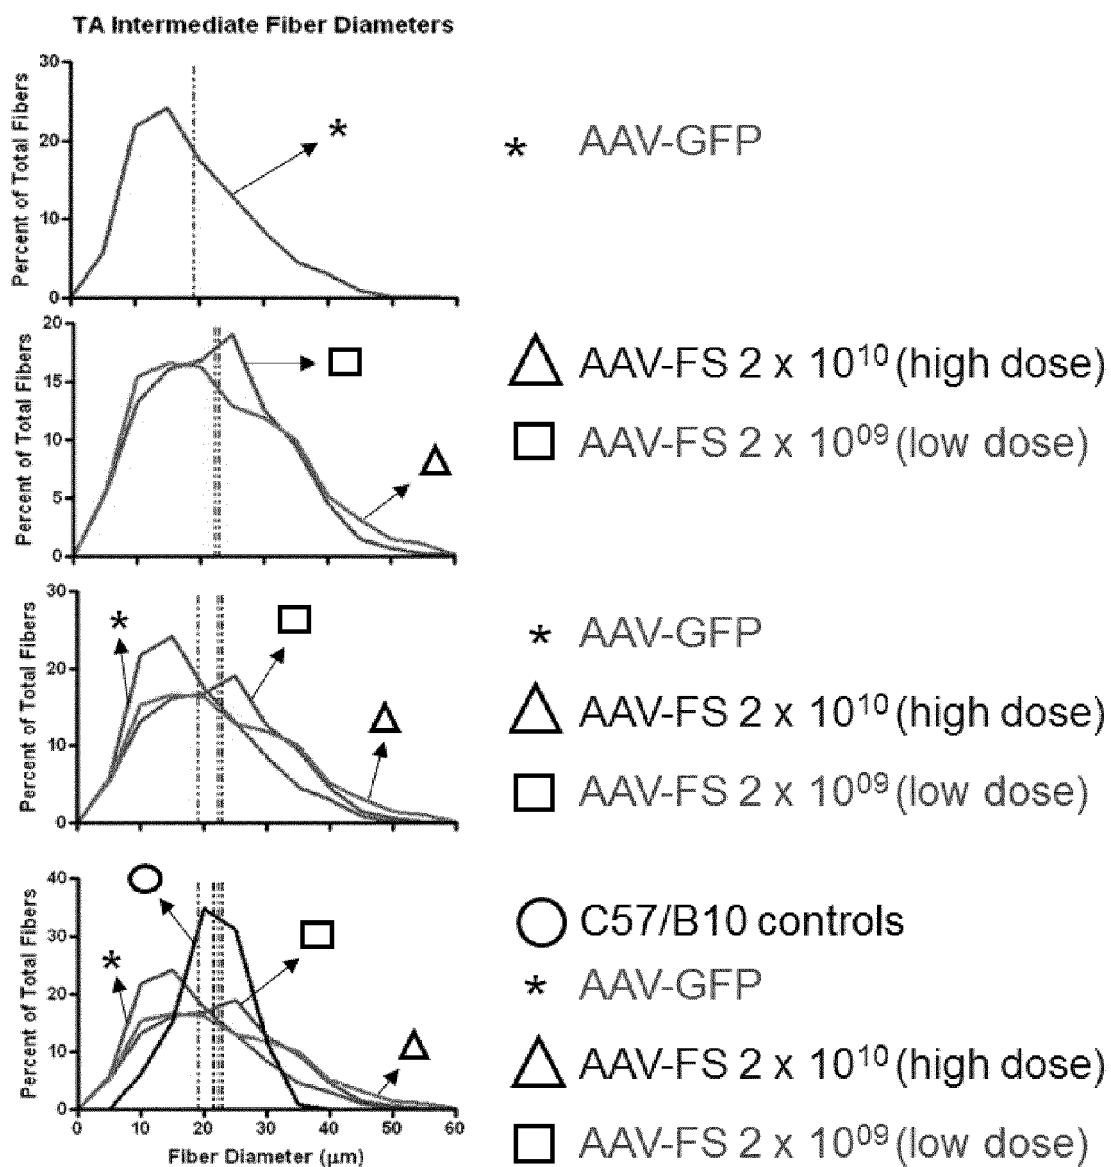 TA Intermediate Fiber Diameters
Percent of Total Fibers
30
20
10
0
*
* AAV-GFP
Percent of Total Fibers
20
15
10
5
0
AAV-FS 2 x 10¹⁰ (high dose)
AAV-FS 2 x 10⁰⁹ (low dose)
Percent of Total Fibers
30
20
10
0
*
* AAV-GFP
AAV-FS 2 x 10¹⁰ (high dose)
AAV-FS 2 x 10⁰⁹ (low dose)
Percent of Total Fibers
40
30
20
10
0
*
0 10 20 30 40 50 60
Fiber Diameter (µm)
C57/B10 controls
* AAV-GFP
AAV-FS 2 x 10¹⁰ (high dose)
AAV-FS 2 x 10⁰⁹ (low dose)